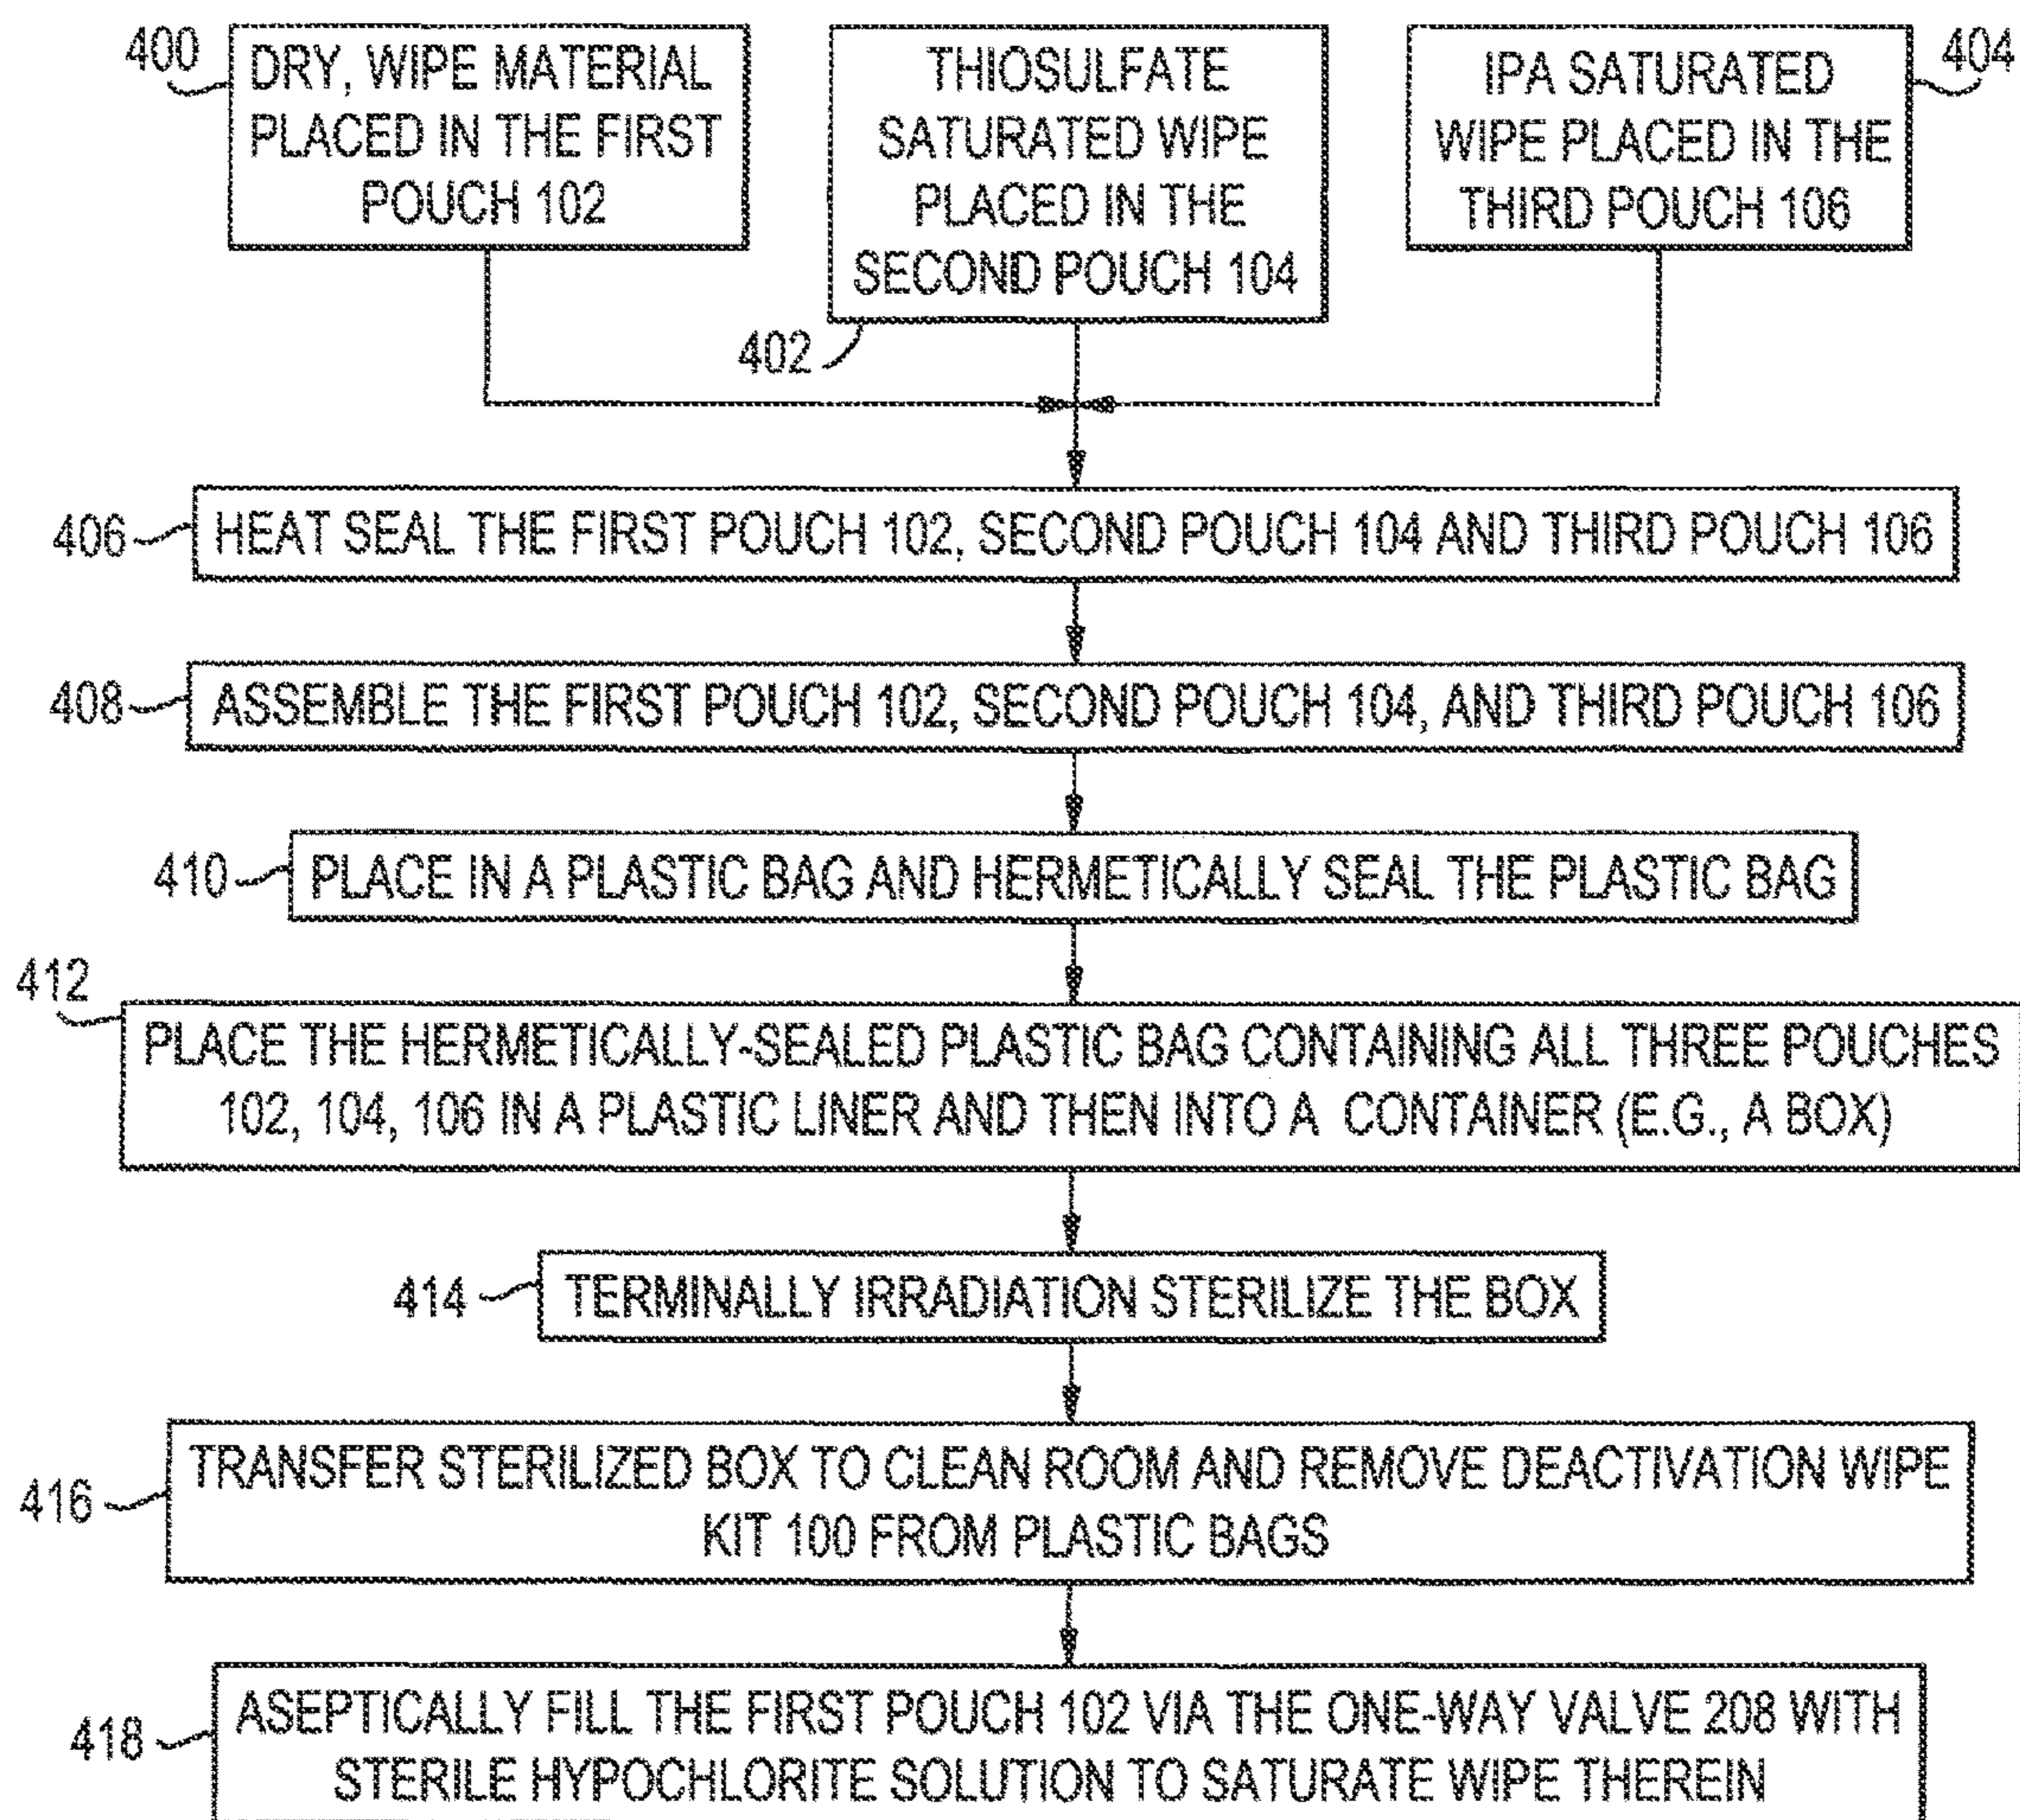 400
DRY, WIPE MATERIAL
PLACED IN THE FIRST
POUCH 102
THIOSULFATE
SATURATED WIPE
PLACED IN THE
SECOND POUCH 104
402
IPA SATURATED
WIPE PLACED IN THE
THIRD POUCH 106
404
406
HEAT SEAL THE FIRST POUCH 102, SECOND POUCH 104 AND THIRD POUCH 106
408
ASSEMBLE THE FIRST POUCH 102, SECOND POUCH 104, AND THIRD POUCH 106
410
PLACE IN A PLASTIC BAG AND HERMETICALLY SEAL THE PLASTIC BAG
412
PLACE THE HERMETICALLY-SEALED PLASTIC BAG CONTAINING ALL THREE POUCHES
102, 104, 106 IN A PLASTIC LINER AND THEN INTO A CONTAINER (E.G., A BOX)
414
TERMINALLY IRRADIATION STERILIZE THE BOX
416
TRANSFER STERILIZED BOX TO CLEAN ROOM AND REMOVE DEACTIVATION WIPE
KIT 100 FROM PLASTIC BAGS
418
ASEPTICALLY FILL THE FIRST POUCH 102 VIA THE ONE-WAY VALVE 208 WITH
STERILE HYPOCHLORITE SOLUTION TO SATURATE WIPE THEREIN